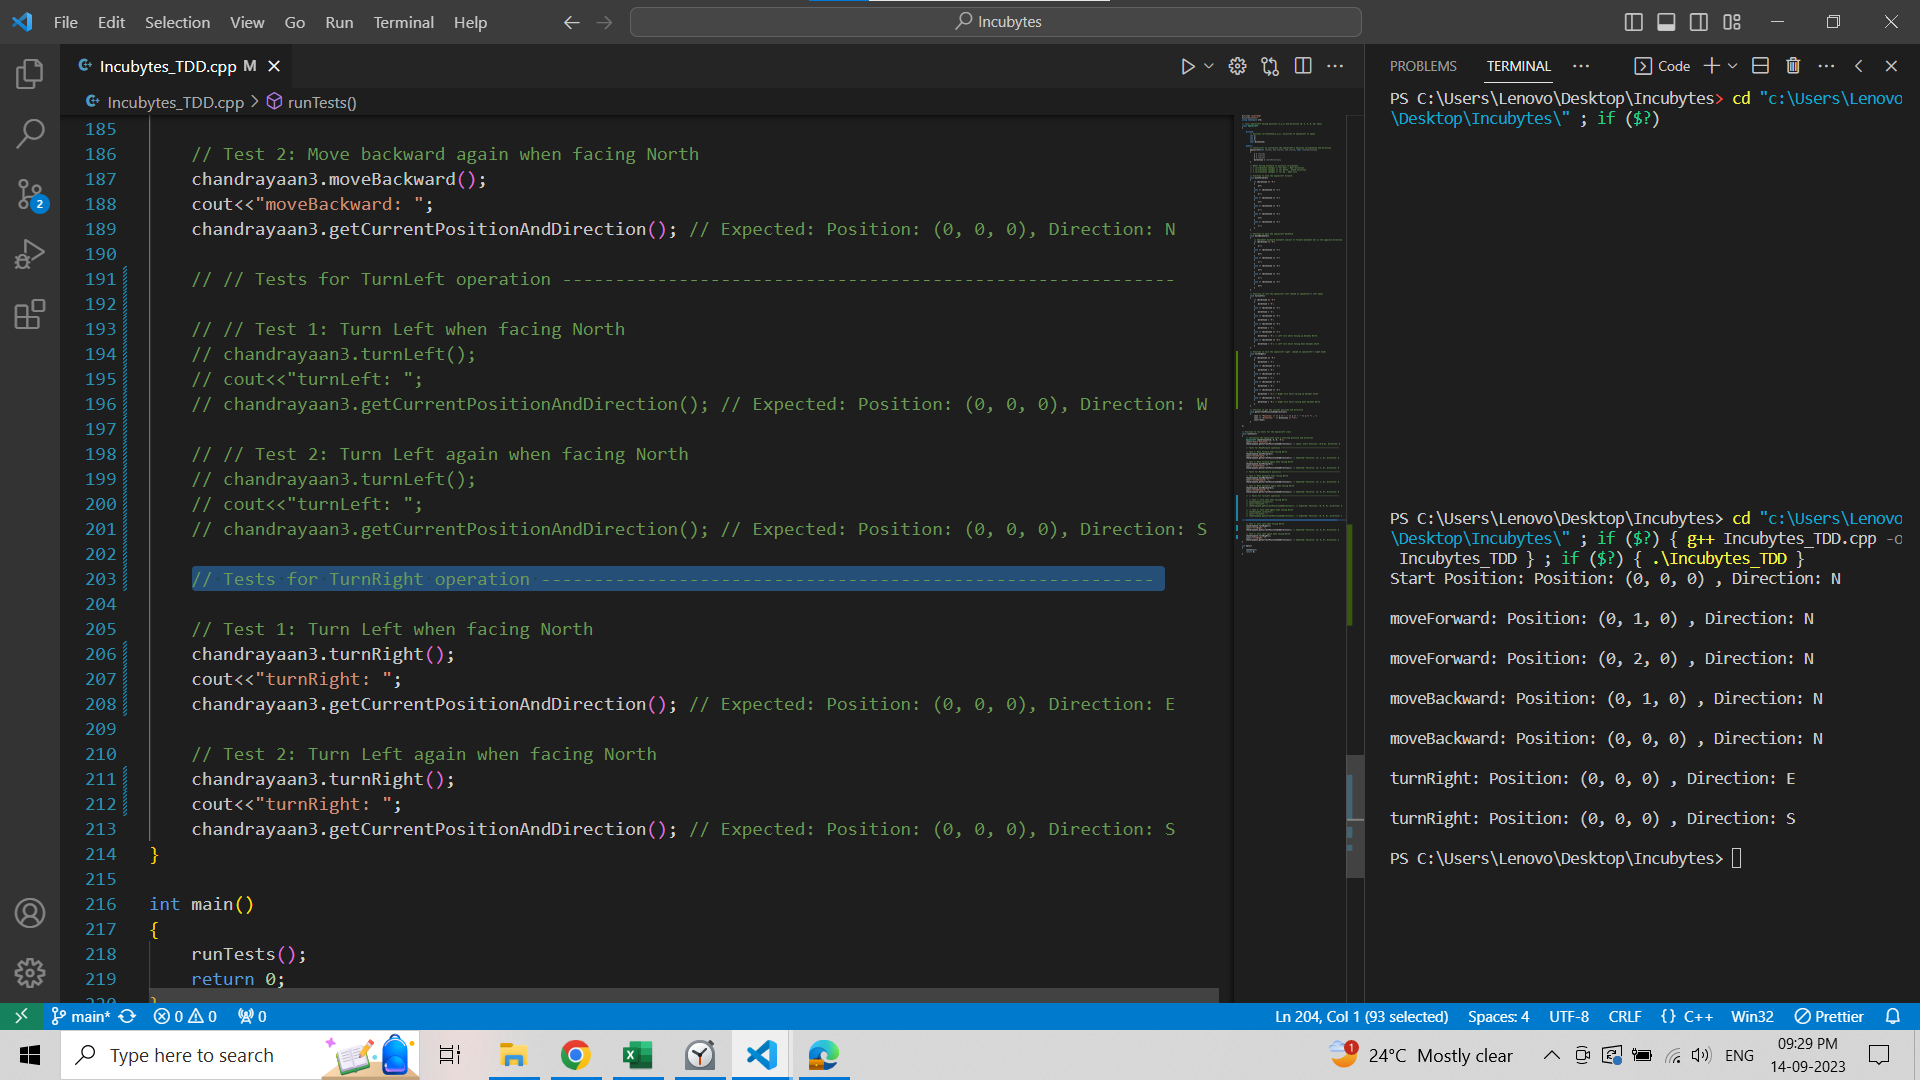 File Edit Selection View Go Run Terminal Help
Incubytes
Incubytes_TDD.cpp M
Incubytes_TDD.cpp > runTests()
185
186 // Test 2: Move backward again when facing North
187 chandrayaan3.moveBackward();
188 cout<<"moveBackward: ";
189 chandrayaan3.getCurrentPositionAndDirection(); // Expected: Position: (0, 0, 0), Direction: N
190
191 // // Tests for TurnLeft operation ----------------------------------------------------------
192
193 // // Test 1: Turn Left when facing North
194 // chandrayaan3.turnLeft();
195 // cout<<"turnLeft: ";
196 // chandrayaan3.getCurrentPositionAndDirection(); // Expected: Position: (0, 0, 0), Direction: W
197
198 // // Test 2: Turn Left again when facing North
199 // chandrayaan3.turnLeft();
200 // cout<<"turnLeft: ";
201 // chandrayaan3.getCurrentPositionAndDirection(); // Expected: Position: (0, 0, 0), Direction: S
202
203 // Tests for TurnRight operation ----------------------------------------------------------
204
205 // Test 1: Turn Left when facing North
206 chandrayaan3.turnRight();
207 cout<<"turnRight: ";
208 chandrayaan3.getCurrentPositionAndDirection(); // Expected: Position: (0, 0, 0), Direction: E
209
210 // Test 2: Turn Left again when facing North
211 chandrayaan3.turnRight();
212 cout<<"turnRight: ";
213 chandrayaan3.getCurrentPositionAndDirection(); // Expected: Position: (0, 0, 0), Direction: S
214 }
215
216 int main()
217 {
218 runTests();
219 return 0;
220 }
PROBLEMS TERMINAL Code
PS C:\Users\Lenovo\Desktop\Incubytes> cd "c:\Users\Lenovo
\Desktop\Incubytes\" ; if ($?)
PS C:\Users\Lenovo\Desktop\Incubytes> cd "c:\Users\Lenovo
\Desktop\Incubytes\" ; if ($?) { g++ Incubytes_TDD.cpp -o
Incubytes_TDD } ; if ($?) { .\Incubytes_TDD }
Start Position: Position: (0, 0, 0) , Direction: N
moveForward: Position: (0, 1, 0) , Direction: N
moveForward: Position: (0, 2, 0) , Direction: N
moveBackward: Position: (0, 1, 0) , Direction: N
moveBackward: Position: (0, 0, 0) , Direction: N
turnRight: Position: (0, 0, 0) , Direction: E
turnRight: Position: (0, 0, 0) , Direction: S
PS C:\Users\Lenovo\Desktop\Incubytes>
2
main* 0 0 0 Ln 204, Col 1 (93 selected) Spaces: 4 UTF-8 CRLF {} C++ Win32 Prettier
Type here to search
1 24°C Mostly clear ENG 09:29 PM
14-09-2023